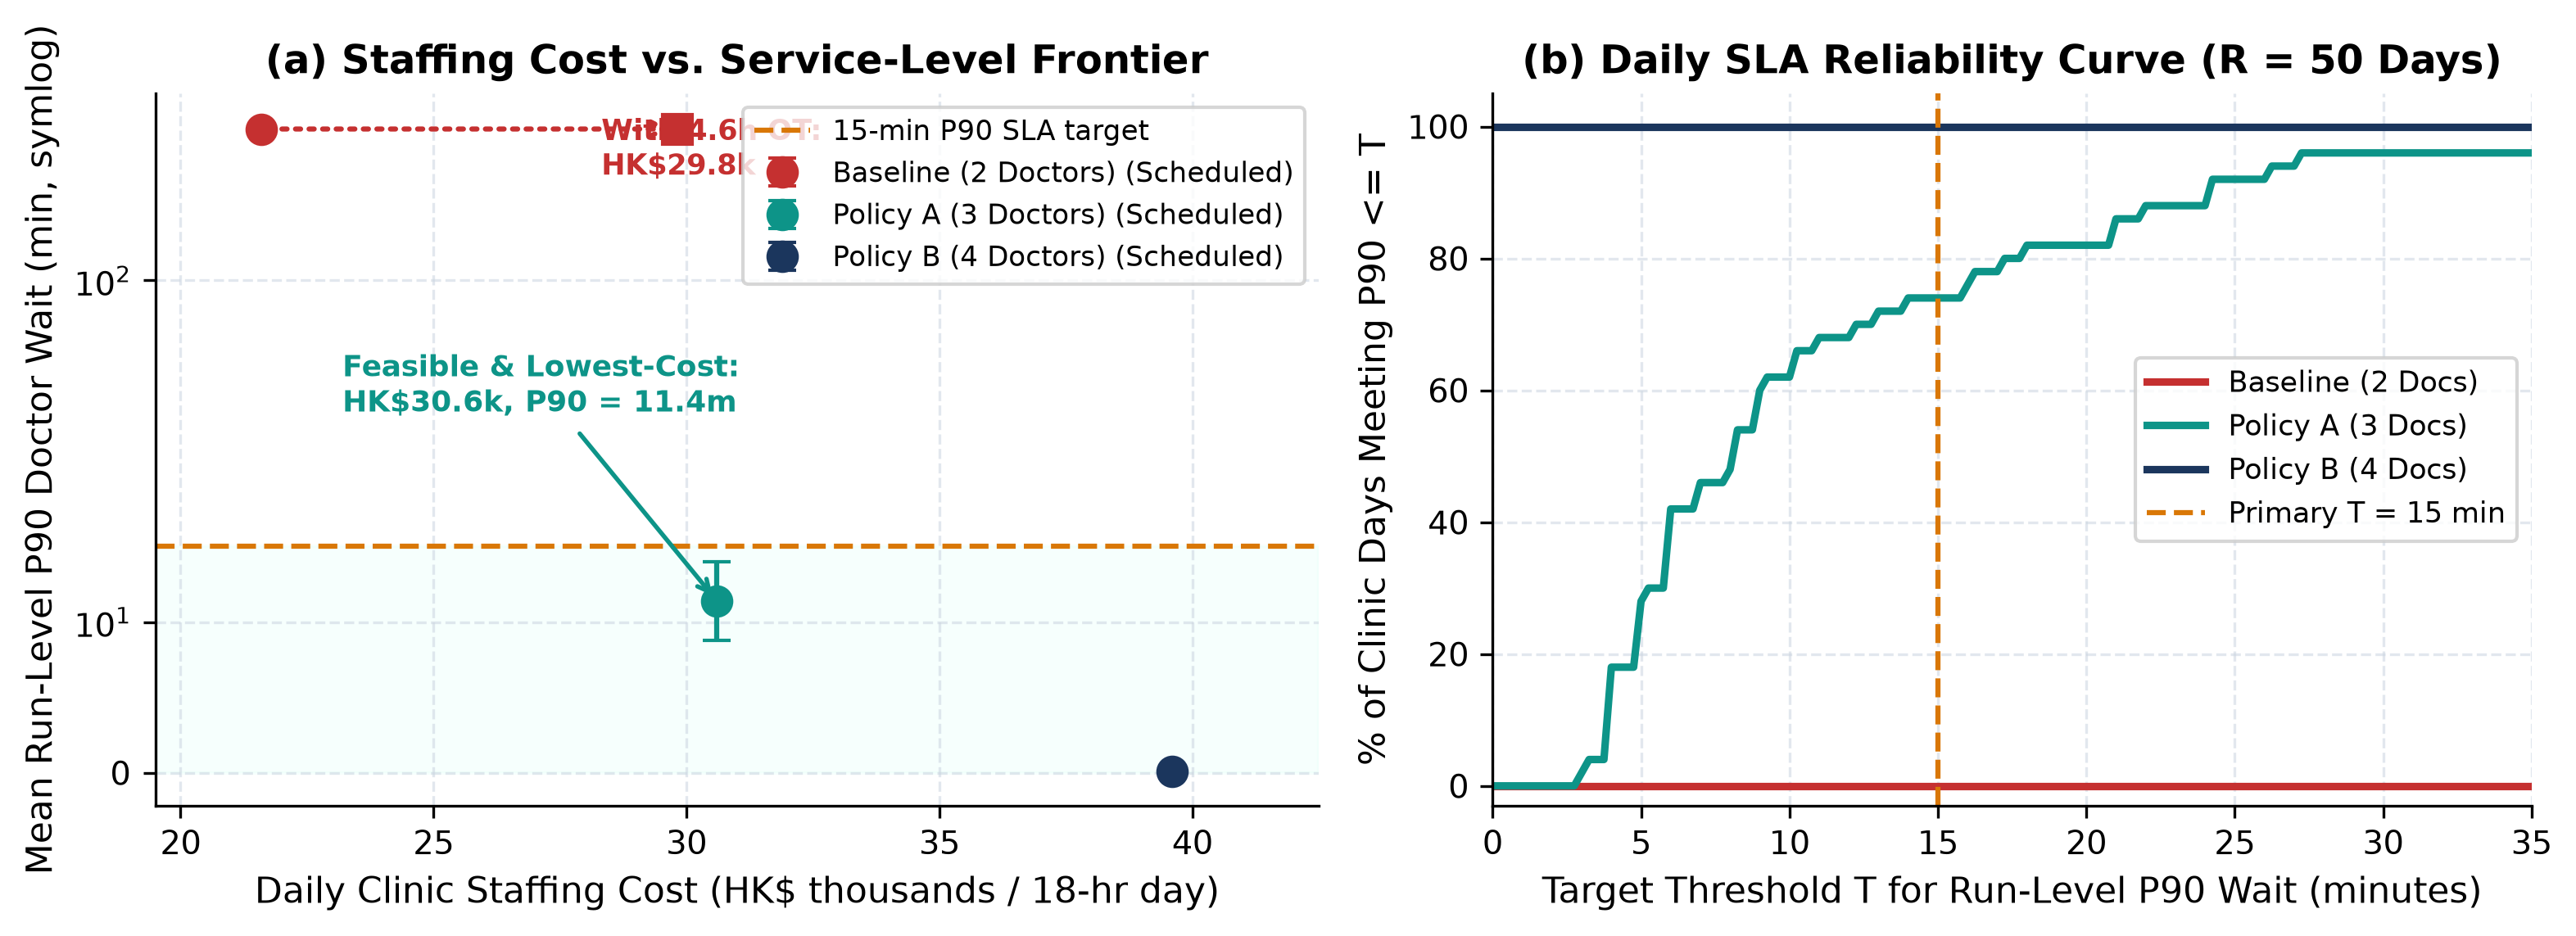 (a) Staffing Cost vs. Service-Level Frontier
Mean Run-Level P90 Doctor Wait (min, symlog)
10²
10¹
0
With 4.6h OT:
HK$29.8k
15-min P90 SLA target
Baseline (2 Doctors) (Scheduled)
Policy A (3 Doctors) (Scheduled)
Policy B (4 Doctors) (Scheduled)
Feasible & Lowest-Cost:
HK$30.6k, P90 = 11.4m
20 25 30 35 40
Daily Clinic Staffing Cost (HK$ thousands / 18-hr day)
(b) Daily SLA Reliability Curve (R = 50 Days)
% of Clinic Days Meeting P90 <= T
100
80
60
40
20
0
Baseline (2 Docs)
Policy A (3 Docs)
Policy B (4 Docs)
Primary T = 15 min
0 5 10 15 20 25 30 35
Target Threshold T for Run-Level P90 Wait (minutes)